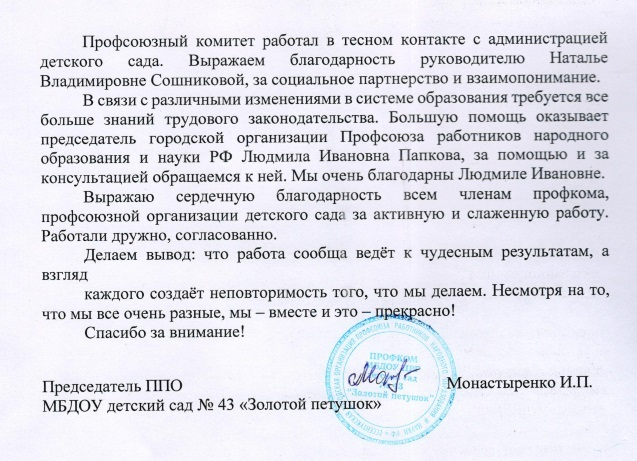 Профсоюзный комитет работал в тесном контакте с администрацией
детского сада. Выражаем благодарность руководителю Наталье
Владимировне Сошниковой, за социальное партнерство и взаимопонимание.
В связи с различными изменениями в системе образования требуется все
больше знаний трудового законодательства. Большую помощь оказывает
председатель городской организации Профсоюза работников народного
образования и науки РФ Людмила Ивановна Папкова, за помощью и за
консультацией обращаемся к ней. Мы очень благодарны Людмиле Ивановне.
Выражаю сердечную благодарность всем членам профкома,
профсоюзной организации детского сада за активную и слаженную работу.
Работали дружно, согласованно.
Делаем вывод: что работа сообща ведёт к чудесным результатам, а
взгляд
каждого создаёт неповторимость того, что мы делаем. Несмотря на то,
что мы все очень разные, мы – вместе и это – прекрасно!
Спасибо за внимание!
ПРОФКОМ
"Золотой петушок"
Председатель ППО Монастыренко И.П.
МБДОУ детский сад № 43 «Золотой петушок»